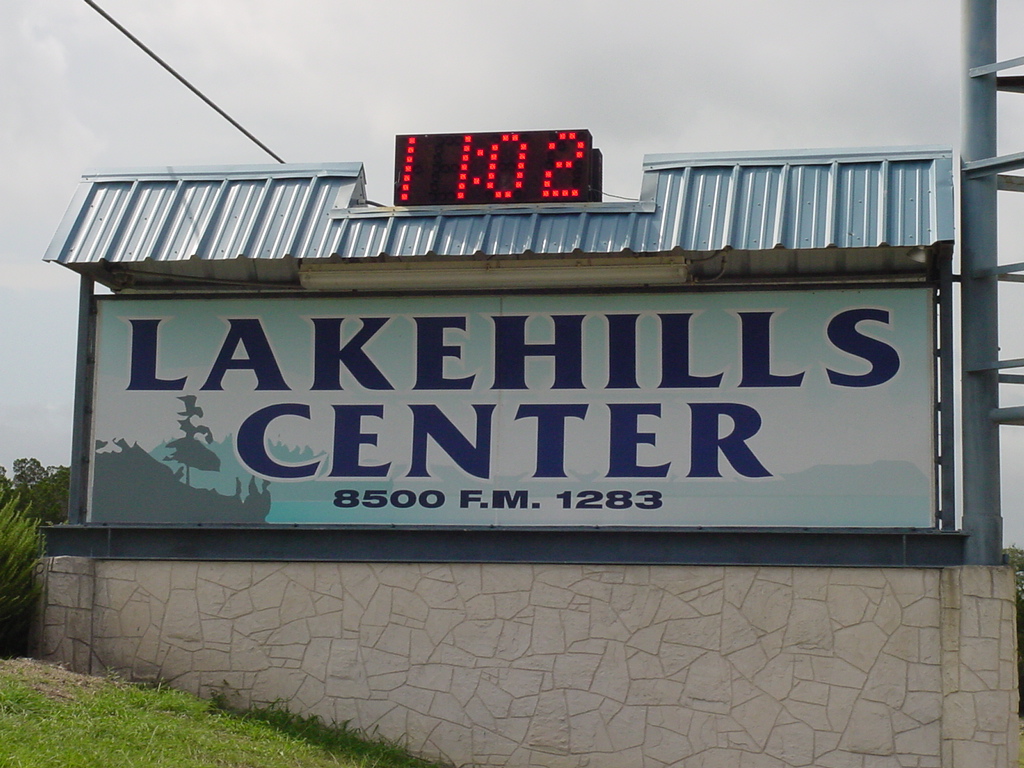 11:02
LAKEHILLS
CENTER
8500 F.M. 1283